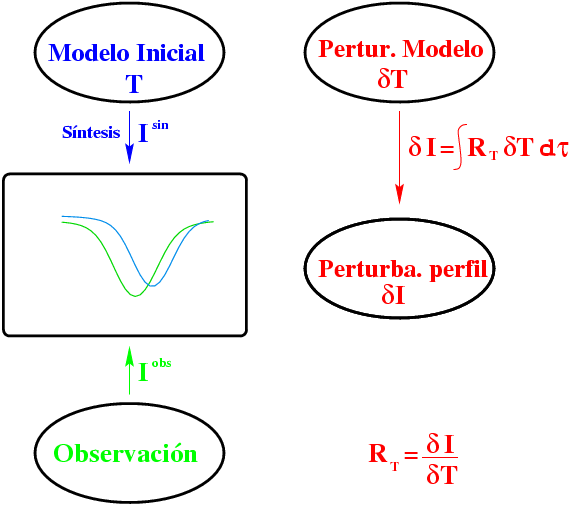 Modelo Inicial
T
Síntesis I sin
I obs
Observación
Pertur. Modelo
δT
δ I = ∫ R T δT dτ
Perturba. perfil
δI
R T = δ I / δT